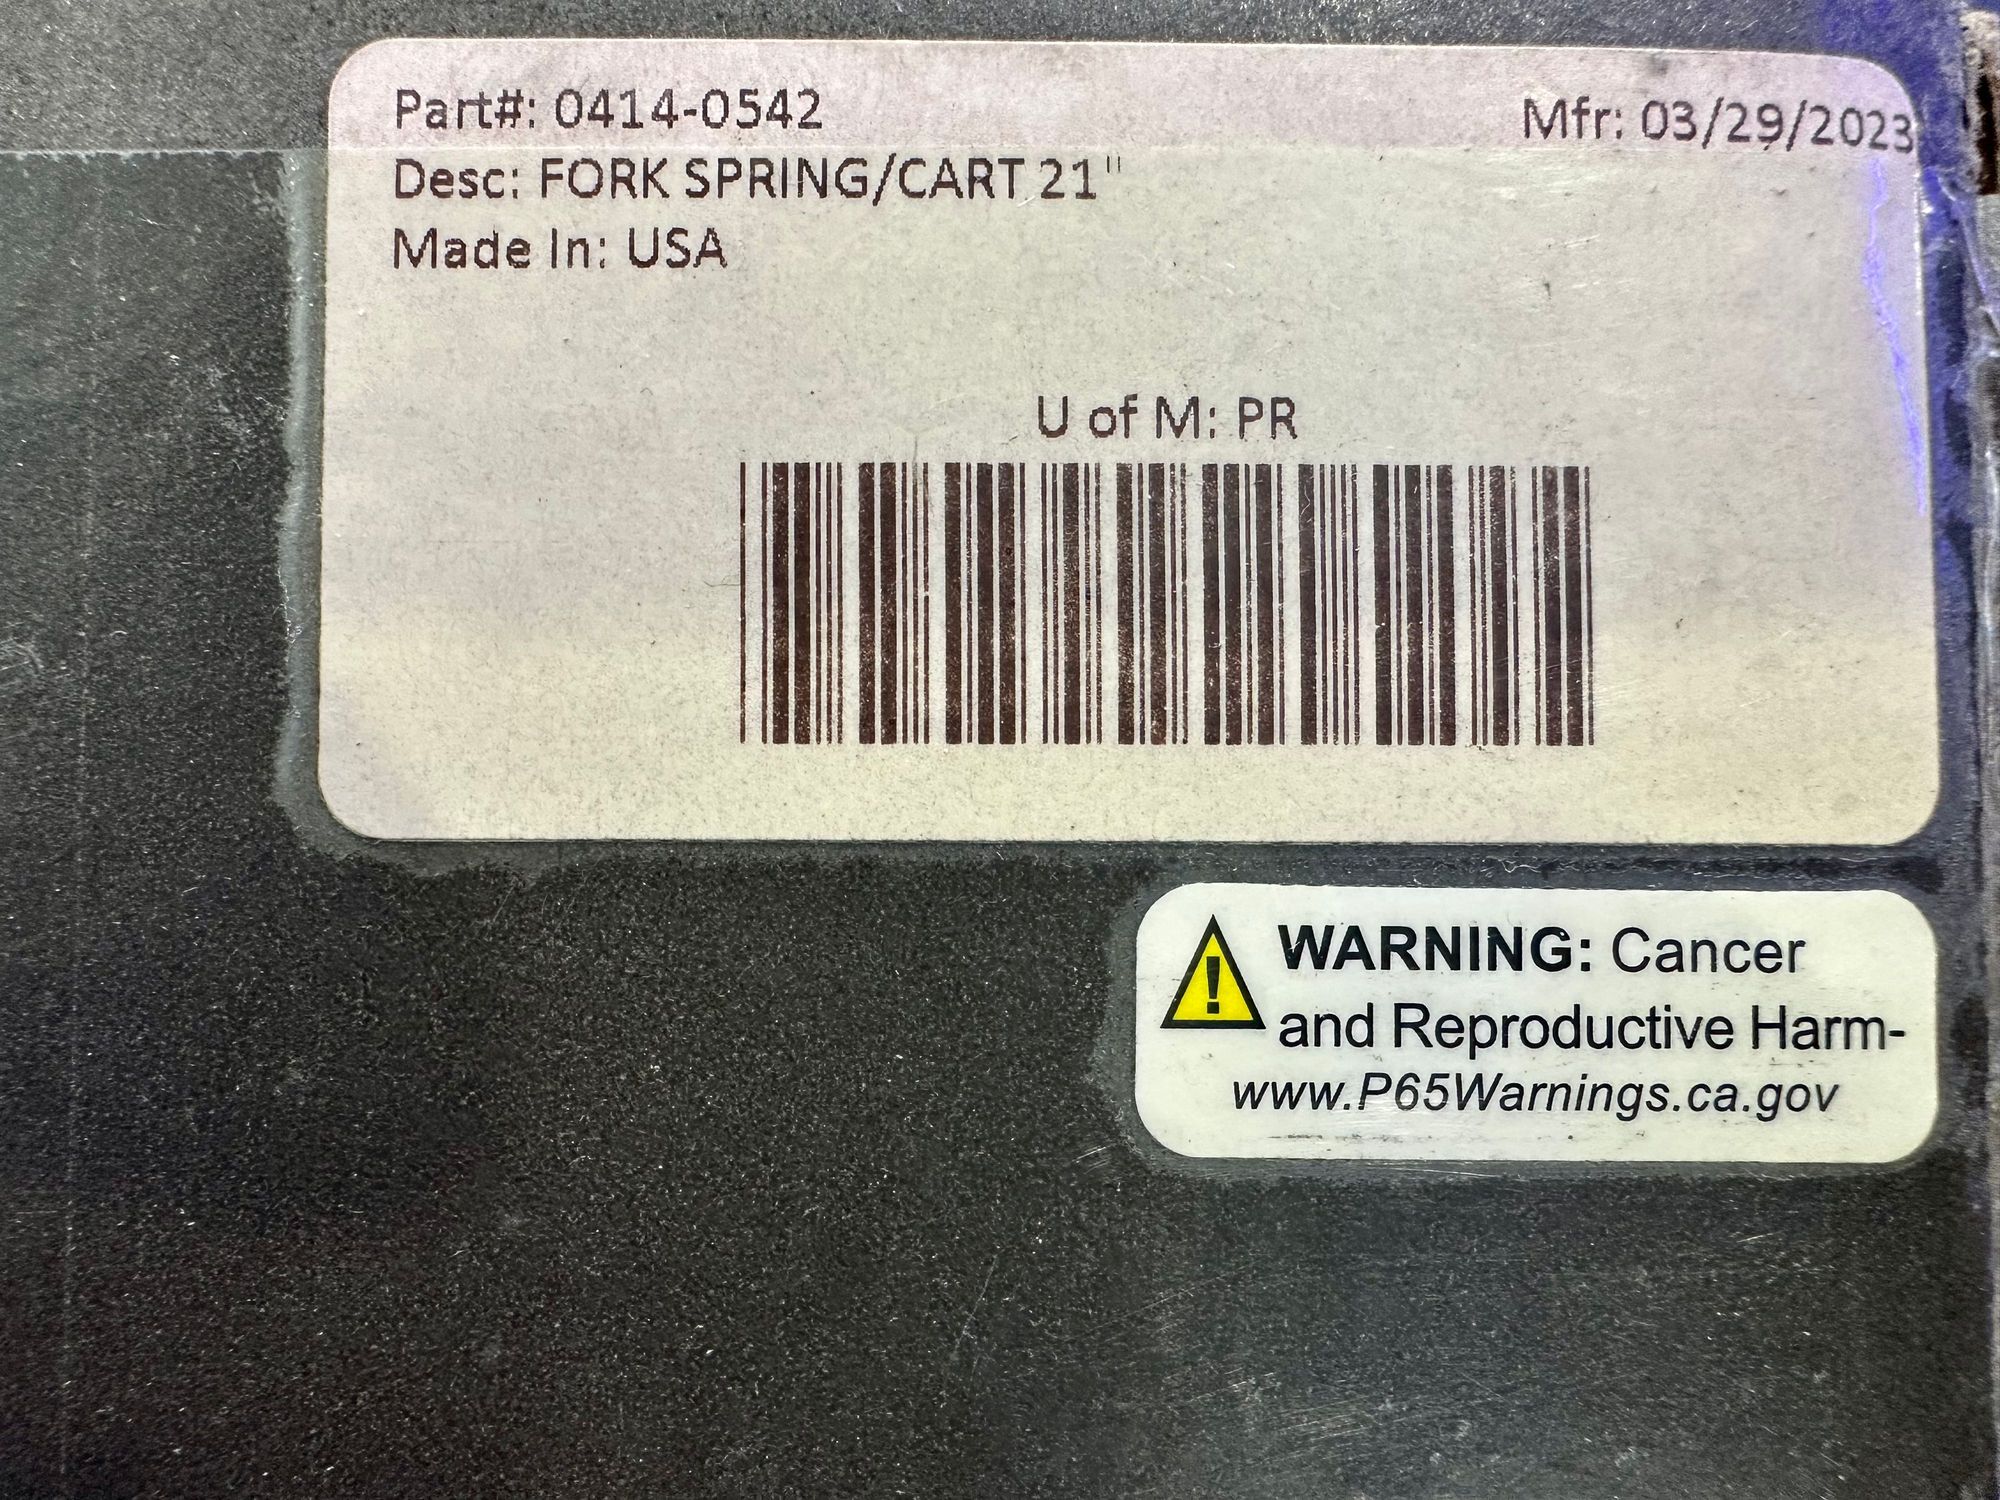 Part#: 0414-0542
Mfr: 03/29/2023
Desc: FORK SPRING/CART 21"
Made In: USA
U of M: PR
WARNING: Cancer
and Reproductive Harm-
www.P65Warnings.ca.gov